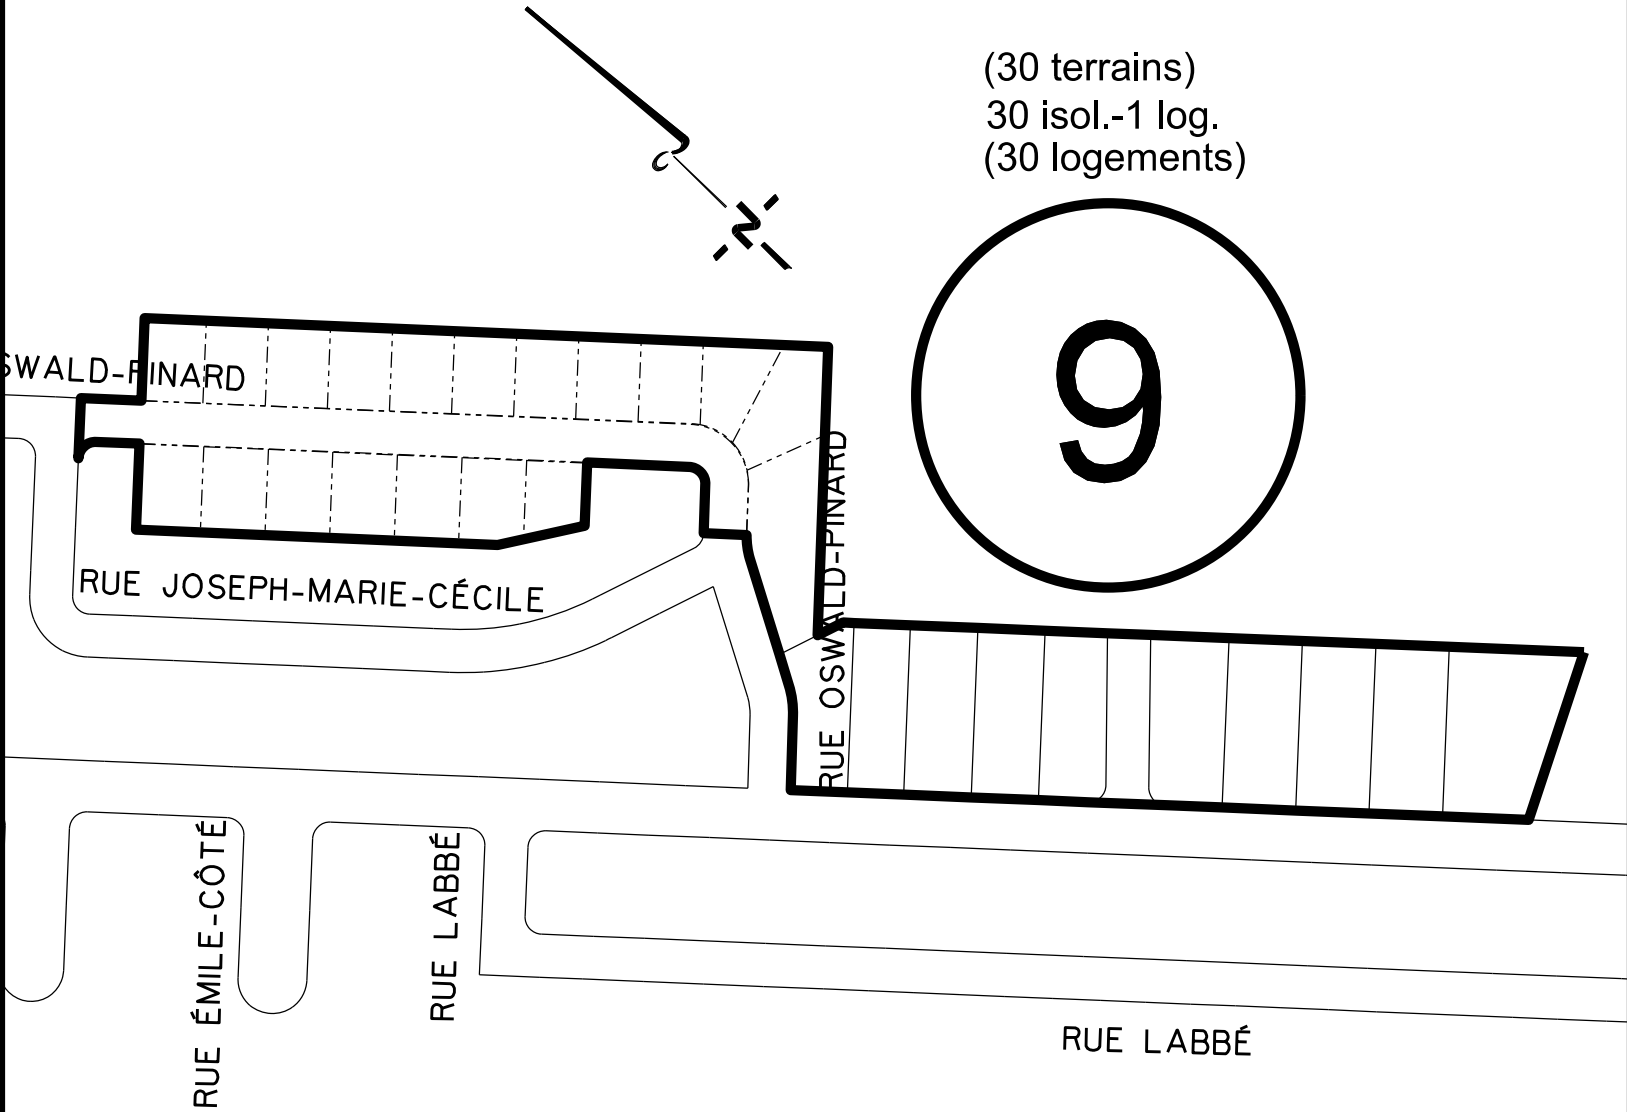 (30 terrains)
30 isol.-1 log.
(30 logements)
N
9
SWALD-PINARD
RUE OSWALD-PINARD
RUE JOSEPH-MARIE-CÉCILE
RUE ÉMILE-CÔTÉ
RUE LABBÉ
RUE LABBÉ